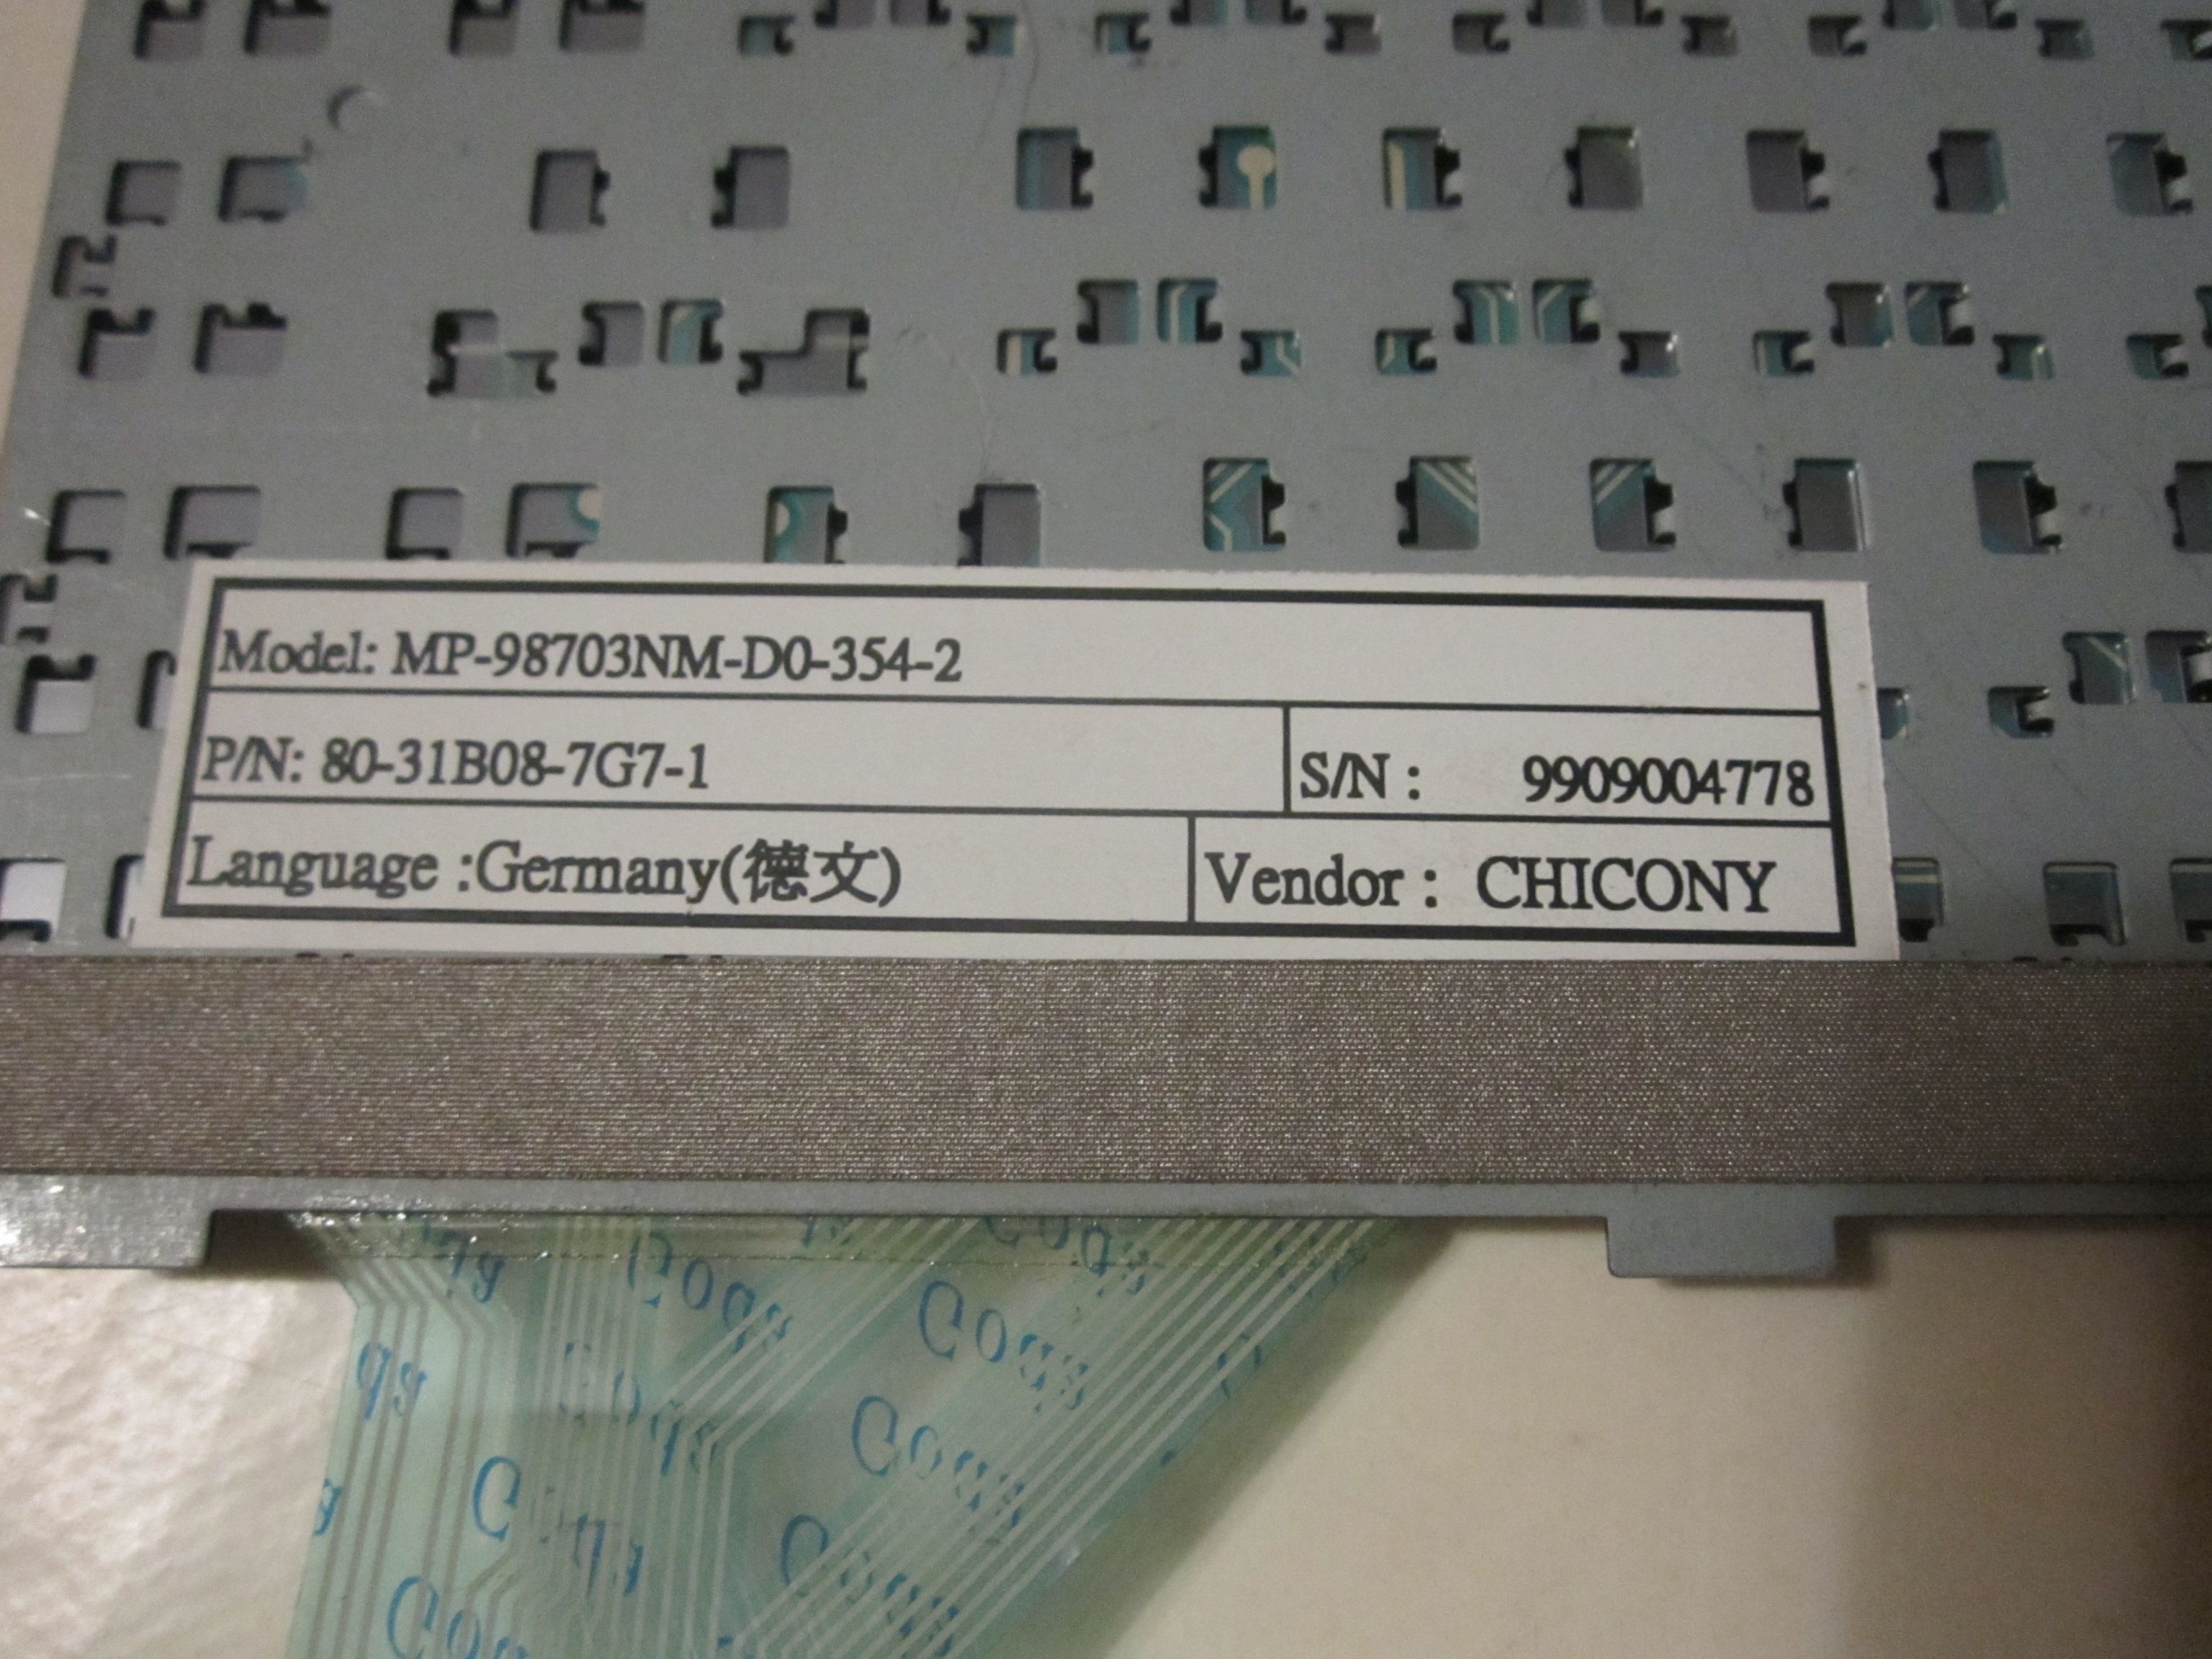 Model: MP-98703NM-D0-354-2
P/N: 80-31B08-7G7-1
S/N : 9909004778
Language :Germany(德文)
Vendor : CHICONY